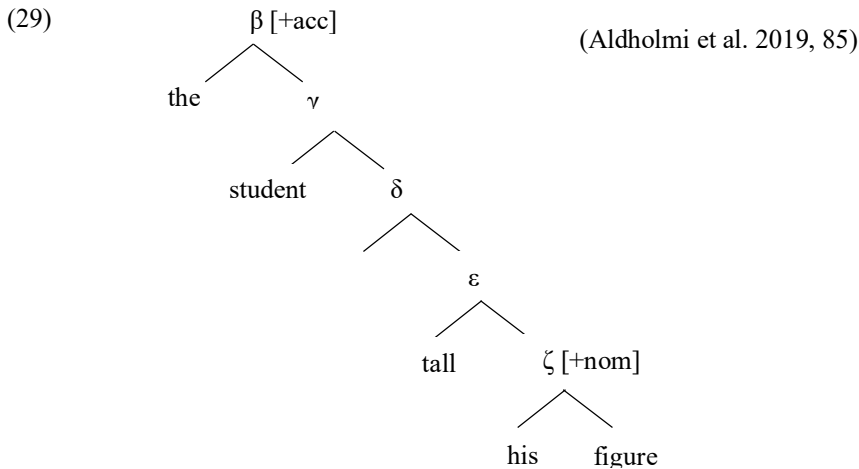 (29)
β [+acc]
(Aldholmi et al. 2019, 85)
the
γ
student
δ
ε
tall
ζ [+nom]
his
figure